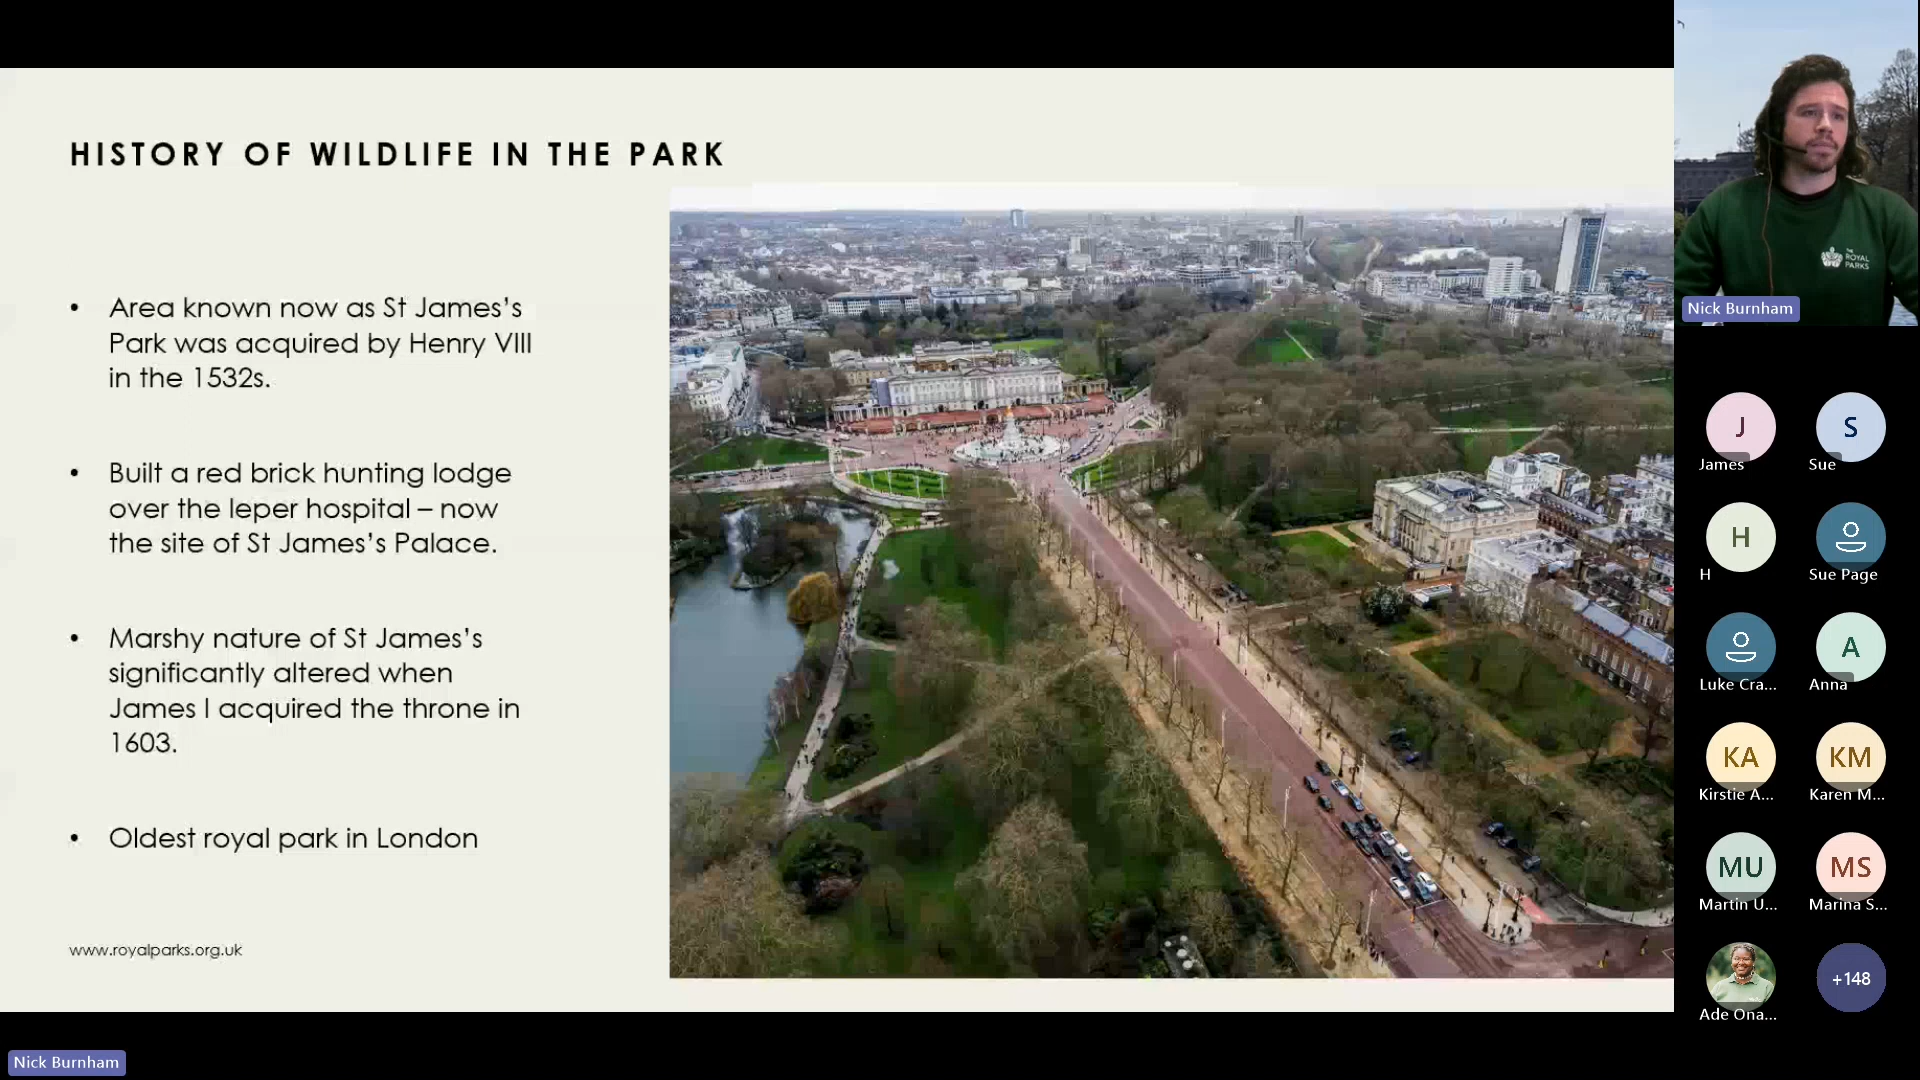 HISTORY OF WILDLIFE IN THE PARK
• Area known now as St James’s
Park was acquired by Henry VIII
in the 1532s.
• Built a red brick hunting lodge
over the leper hospital – now
the site of St James’s Palace.
• Marshy nature of St James’s
significantly altered when
James I acquired the throne in
1603.
• Oldest royal park in London
www.royalparks.org.uk
Nick Burnham
THE
ROYAL
PARKS
Nick Burnham
J
James
S
Sue
H
H
Sue Page
Luke Cra...
A
Anna
KA
Kirstie A...
KM
Karen M...
MU
Martin U...
MS
Marina S...
Ade Ona...
+148